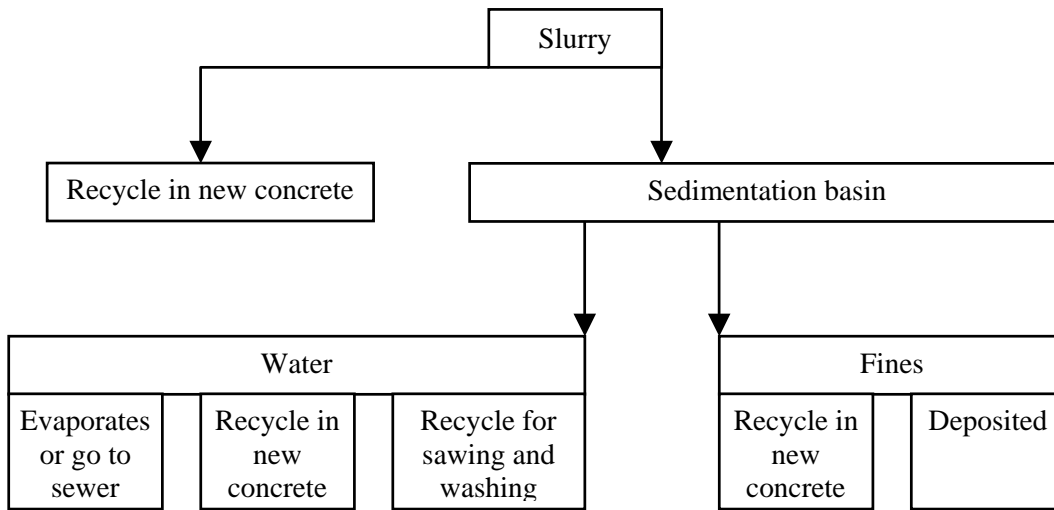 Slurry
Recycle in new concrete
Sedimentation basin
Water
Fines
Evaporates
or go to
sewer
Recycle in
new
concrete
Recycle for
sawing and
washing
Recycle in
new
concrete
Deposited